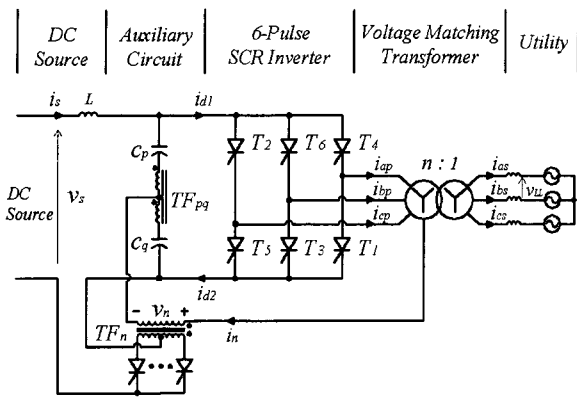 DC Source
Auxiliary Circuit
6-Pulse SCR Inverter
Voltage Matching Transformer
Utility
is
L
id1
Cp
T2
T6
T4
n : 1
iap
ias
vs
TFpq
ibp
ibs
vLL
DC Source
icp
ics
Cq
T5
T3
T1
id2
- vn +
TFn
in